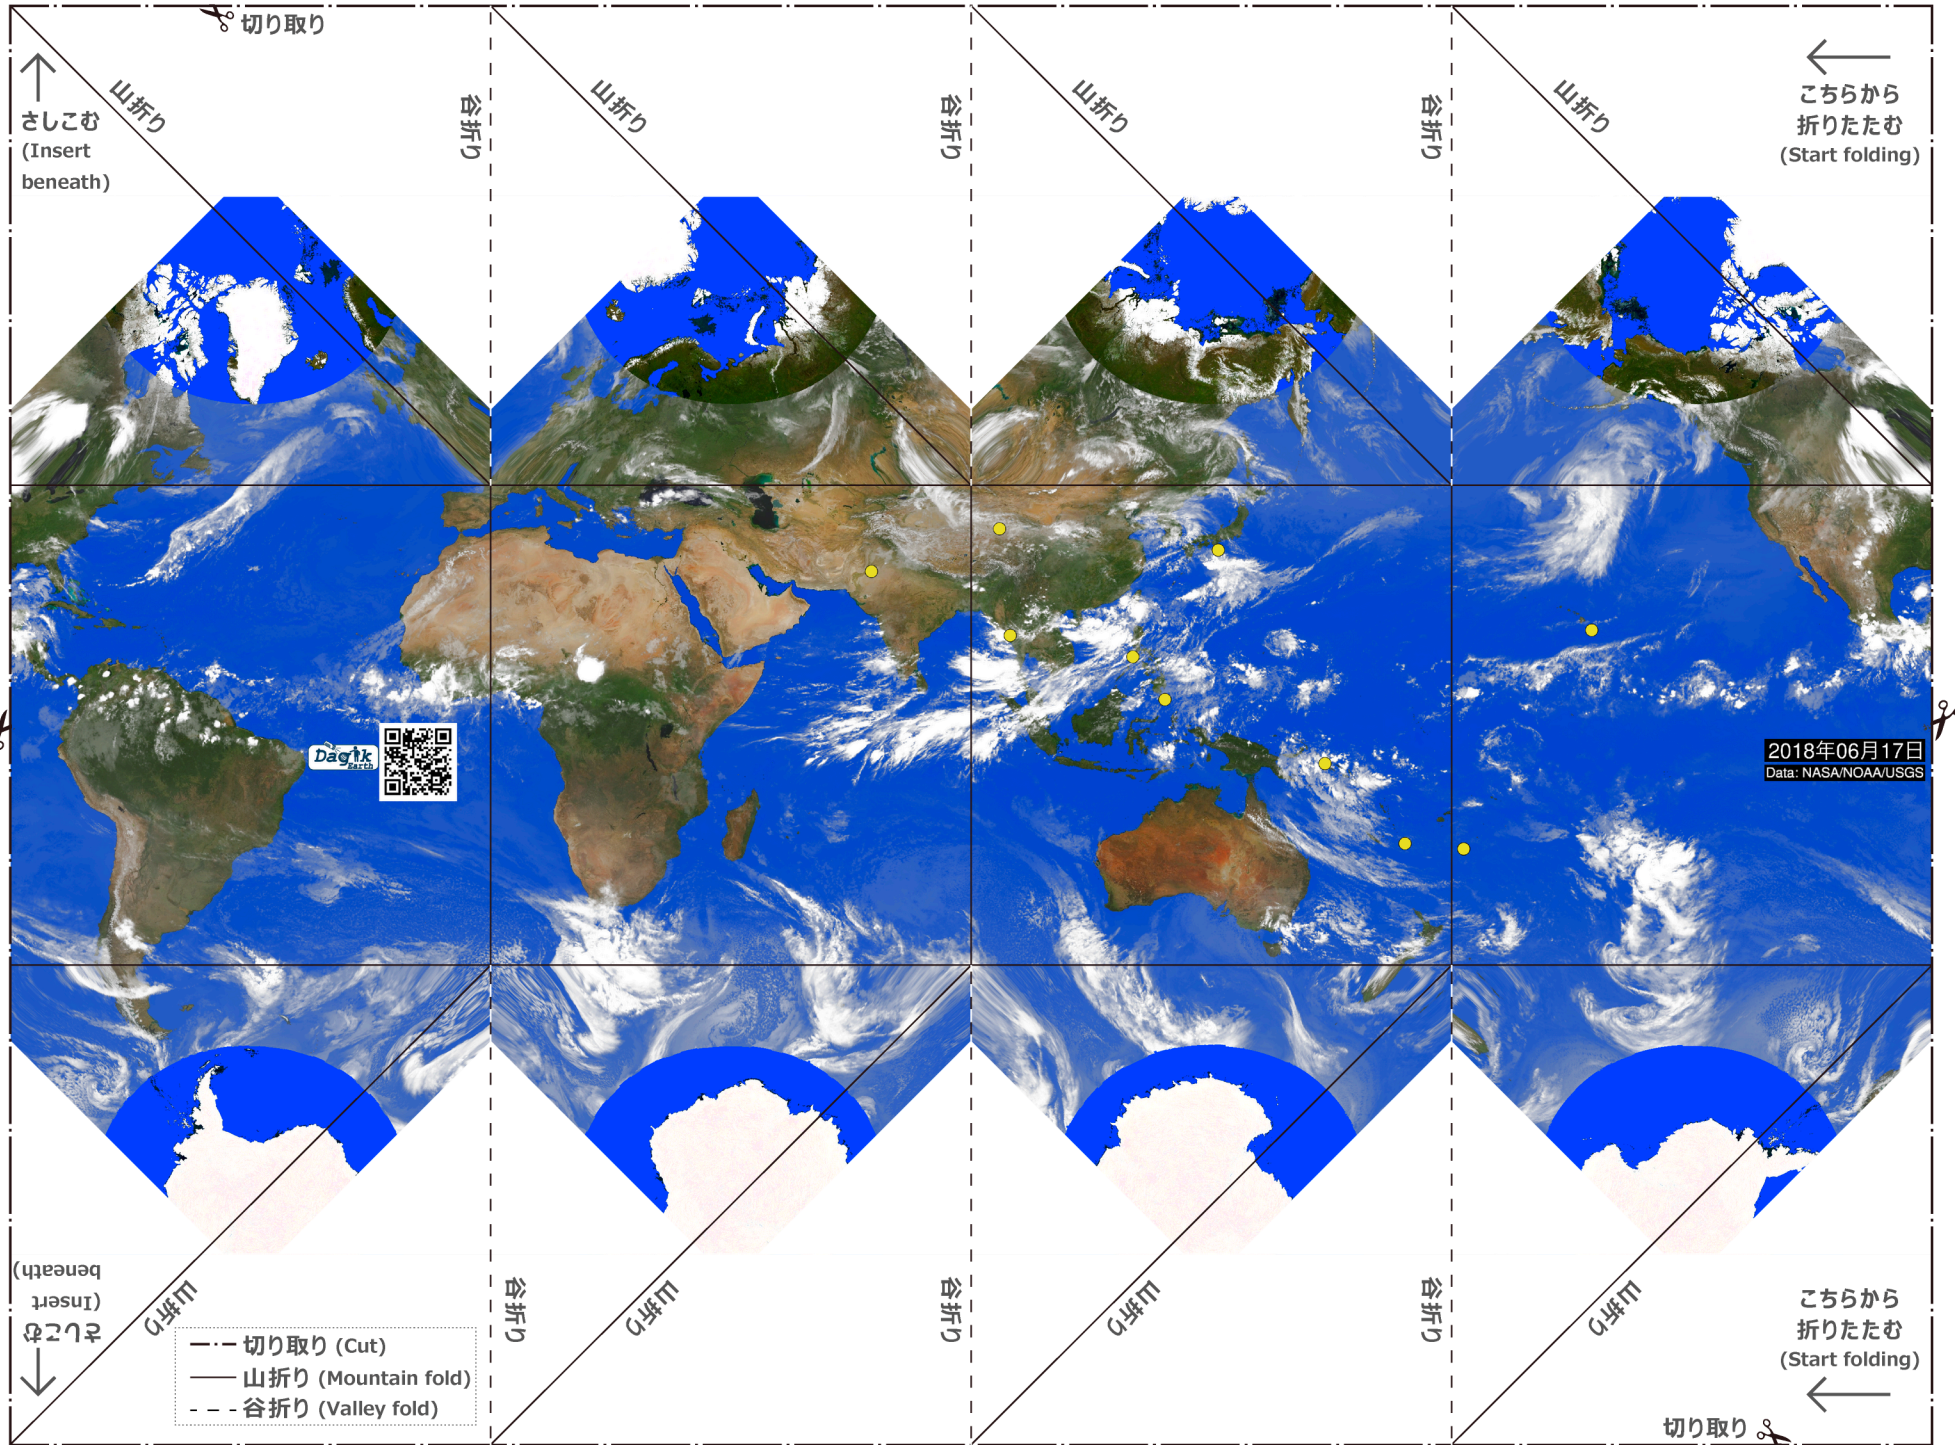 切り取り
さしこむ
(Insert
beneath)
山折り
谷折り
山折り
谷折り
山折り
谷折り
山折り
こちらから
折りたたむ
(Start folding)
Dagik
Earth
2018年06月17日
Data: NASA/NOAA/USGS
さしこむ
(Insert
beneath)
山折り
谷折り
山折り
谷折り
山折り
谷折り
山折り
こちらから
折りたたむ
(Start folding)
切り取り (Cut)
山折り (Mountain fold)
谷折り (Valley fold)
切り取り